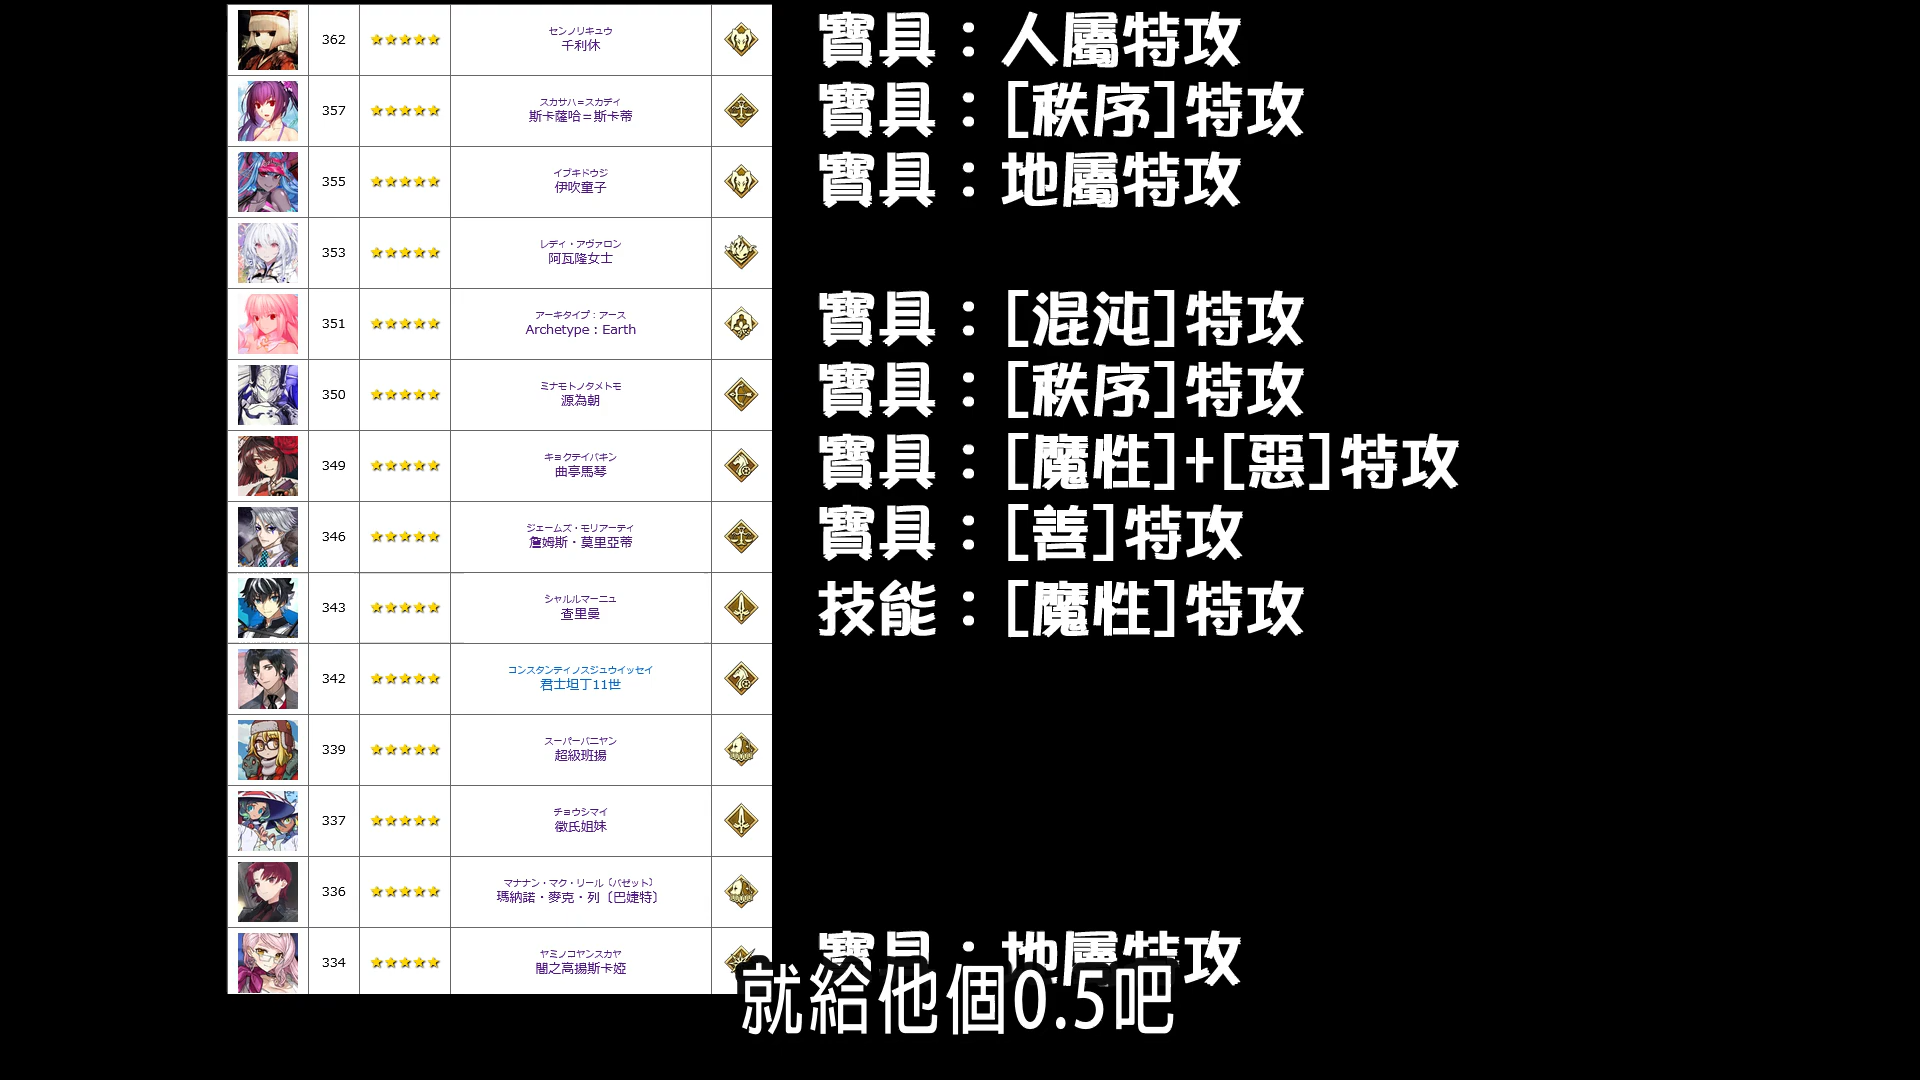 362
センノリキュウ
千利休
寶具：人屬特攻
357
スカサハ＝スカディ
斯卡薩哈＝斯卡蒂
寶具：[秩序]特攻
355
イブキドウジ
伊吹童子
寶具：地屬特攻
353
レディ・アヴァロン
阿瓦隆女士
351
アーキタイプ：アース
Archetype：Earth
寶具：[混沌]特攻
350
ミナモトノタメトモ
源為朝
寶具：[秩序]特攻
349
キョクテイバキン
曲亭馬琴
寶具：[魔性]+[惡]特攻
346
ジェームズ・モリアーティ
詹姆斯・莫里亞蒂
寶具：[善]特攻
343
シャルルマーニュ
查里曼
技能：[魔性]特攻
342
コンスタンティノスジュウイッセイ
君士坦丁11世
339
スーパーバニヤン
超級班揚
337
チョウシマイ
徵氏姐妹
336
マナナン・マク・リール〔バゼット〕
瑪納諾・麥克・列〔巴婕特〕
334
ヤミノコヤンスカヤ
闇之高揚斯卡婭
寶具：地屬特攻
就給他個0.5吧